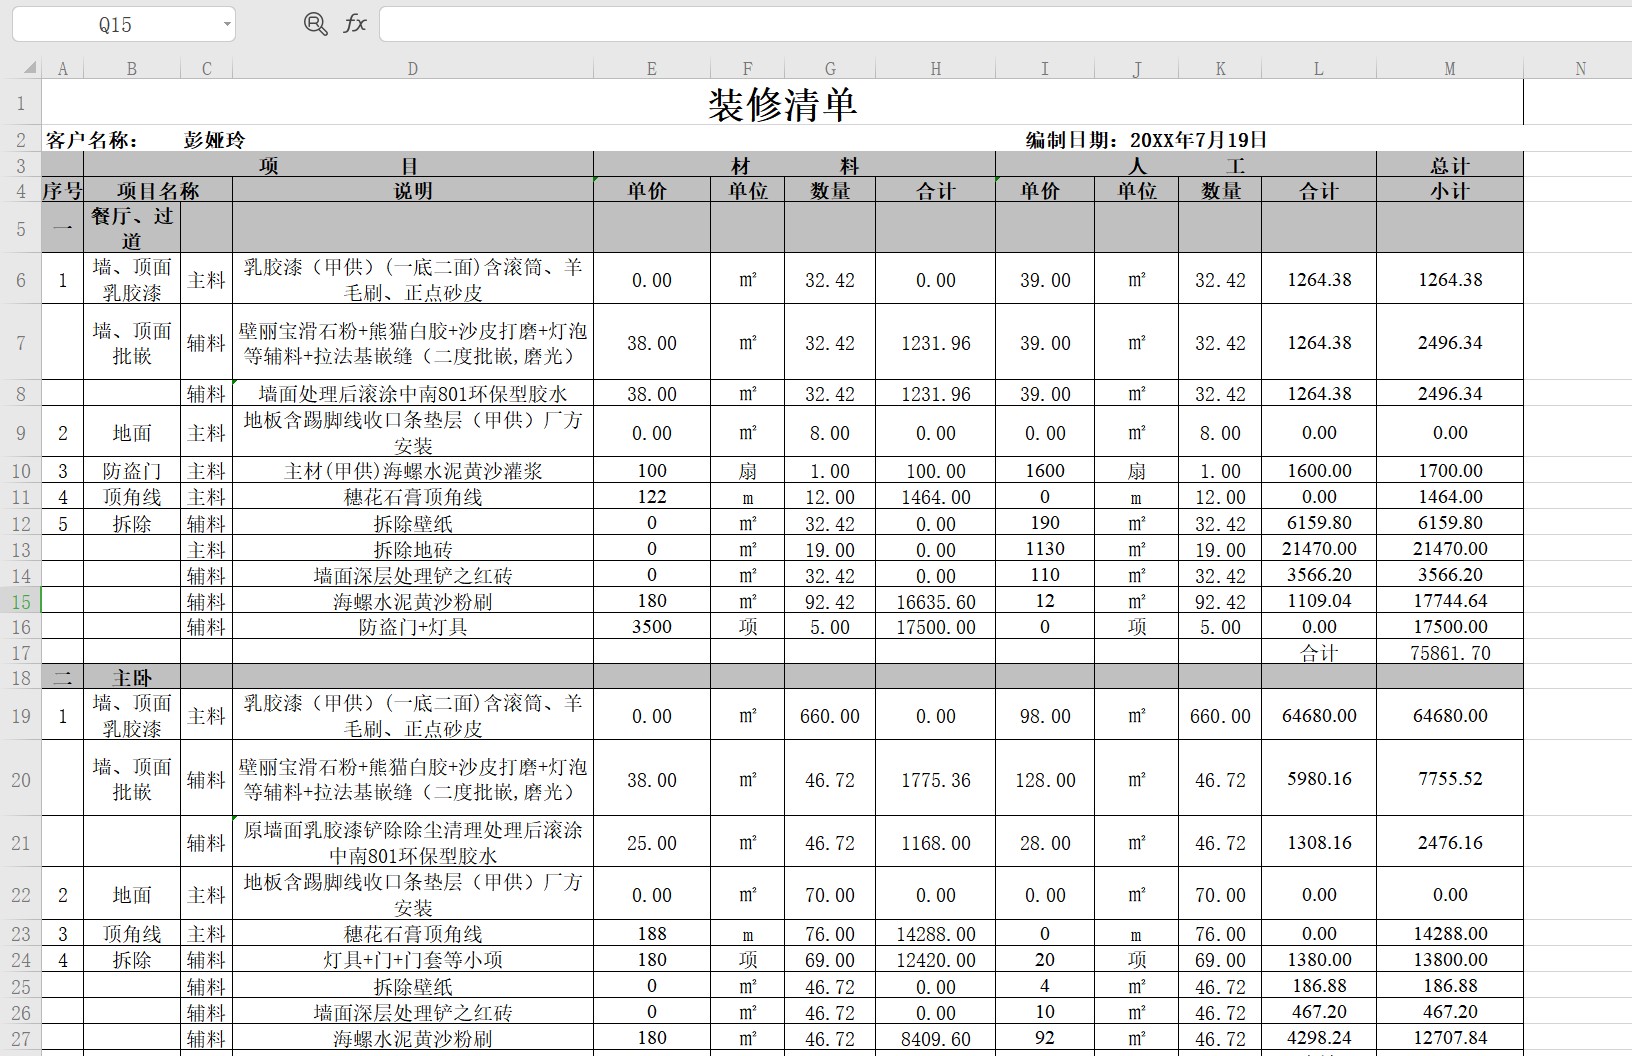 Q15 fx
A B C D E F G H I J K L M N
1 装修清单
2 客户名称： 彭娅玲 编制日期：20XX年7月19日
3 项 目 材 料 人 工 总计
4 序号 项目名称 说明 单价 单位 数量 合计 单价 单位 数量 合计 小计
餐厅、过
5 一
道
墙、顶面 乳胶漆（甲供）(一底二面)含滚筒、羊
6 1 主料 0.00 m² 32.42 0.00 39.00 m² 32.42 1264.38 1264.38
乳胶漆 毛刷、正点砂皮
墙、顶面 壁丽宝滑石粉+熊猫白胶+沙皮打磨+灯泡
7 辅料 38.00 m² 32.42 1231.96 39.00 m² 32.42 1264.38 2496.34
批嵌 等辅料+拉法基嵌缝（二度批嵌,磨光）
8 辅料 墙面处理后滚涂中南801环保型胶水 38.00 m² 32.42 1231.96 39.00 m² 32.42 1264.38 2496.34
地板含踢脚线收口条垫层（甲供）厂方
9 2 地面 主料 0.00 m² 8.00 0.00 0.00 m² 8.00 0.00 0.00
安装
10 3 防盗门 主料 主材(甲供)海螺水泥黄沙灌浆 100 扇 1.00 100.00 1600 扇 1.00 1600.00 1700.00
11 4 顶角线 主料 穗花石膏顶角线 122 m 12.00 1464.00 0 m 12.00 0.00 1464.00
12 5 拆除 辅料 拆除壁纸 0 m² 32.42 0.00 190 m² 32.42 6159.80 6159.80
13 主料 拆除地砖 0 m² 19.00 0.00 1130 m² 19.00 21470.00 21470.00
14 辅料 墙面深层处理铲之红砖 0 m² 32.42 0.00 110 m² 32.42 3566.20 3566.20
15 辅料 海螺水泥黄沙粉刷 180 m² 92.42 16635.60 12 m² 92.42 1109.04 17744.64
16 辅料 防盗门+灯具 3500 项 5.00 17500.00 0 项 5.00 0.00 17500.00
17 合计 75861.70
18 二 主卧
墙、顶面 乳胶漆（甲供）(一底二面)含滚筒、羊
19 1 主料 0.00 m² 660.00 0.00 98.00 m² 660.00 64680.00 64680.00
乳胶漆 毛刷、正点砂皮
墙、顶面 壁丽宝滑石粉+熊猫白胶+沙皮打磨+灯泡
20 辅料 38.00 m² 46.72 1775.36 128.00 m² 46.72 5980.16 7755.52
批嵌 等辅料+拉法基嵌缝（二度批嵌,磨光）
原墙面乳胶漆铲除除尘清理处理后滚涂
21 辅料 25.00 m² 46.72 1168.00 28.00 m² 46.72 1308.16 2476.16
中南801环保型胶水
地板含踢脚线收口条垫层（甲供）厂方
22 2 地面 主料 0.00 m² 70.00 0.00 0.00 m² 70.00 0.00 0.00
安装
23 3 顶角线 主料 穗花石膏顶角线 188 m 76.00 14288.00 0 m 76.00 0.00 14288.00
24 4 拆除 辅料 灯具+门+门套等小项 180 项 69.00 12420.00 20 项 69.00 1380.00 13800.00
25 辅料 拆除壁纸 0 m² 46.72 0.00 4 m² 46.72 186.88 186.88
26 辅料 墙面深层处理铲之红砖 0 m² 46.72 0.00 10 m² 46.72 467.20 467.20
27 辅料 海螺水泥黄沙粉刷 180 m² 46.72 8409.60 92 m² 46.72 4298.24 12707.84